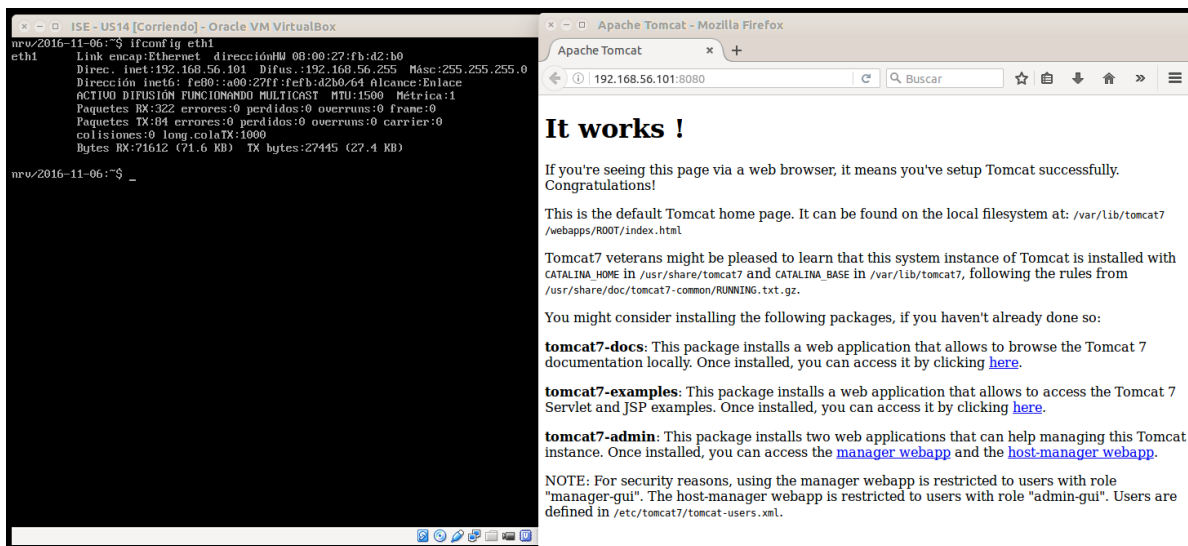 ISE - US14 [Corriendo] - Oracle VM VirtualBox
nrv/2016-11-06:~$ ifconfig eth1
eth1 Link encap:Ethernet direcciónHW 08:00:27:fb:d2:b0
Direc. inet:192.168.56.101 Difus.:192.168.56.255 Másc:255.255.255.0
Dirección inet6: fe80::a00:27ff:fefb:d2b0/64 Alcance:Enlace
ACTIVO DIFUSIÓN FUNCIONANDO MULTICAST MTU:1500 Métrica:1
Paquetes RX:322 errores:0 perdidos:0 overruns:0 frame:0
Paquetes TX:84 errores:0 perdidos:0 overruns:0 carrier:0
colisiones:0 long.colaTX:1000
Bytes RX:71612 (71.6 KB) TX bytes:27445 (27.4 KB)
nrv/2016-11-06:~$ _
Apache Tomcat - Mozilla Firefox
Apache Tomcat
192.168.56.101:8080
Buscar
It works !
If you're seeing this page via a web browser, it means you've setup Tomcat successfully.
Congratulations!
This is the default Tomcat home page. It can be found on the local filesystem at: /var/lib/tomcat7
/webapps/ROOT/index.html
Tomcat7 veterans might be pleased to learn that this system instance of Tomcat is installed with
CATALINA_HOME in /usr/share/tomcat7 and CATALINA_BASE in /var/lib/tomcat7, following the rules from
/usr/share/doc/tomcat7-common/RUNNING.txt.gz.
You might consider installing the following packages, if you haven't already done so:
tomcat7-docs: This package installs a web application that allows to browse the Tomcat 7
documentation locally. Once installed, you can access it by clicking here.
tomcat7-examples: This package installs a web application that allows to access the Tomcat 7
Servlet and JSP examples. Once installed, you can access it by clicking here.
tomcat7-admin: This package installs two web applications that can help managing this Tomcat
instance. Once installed, you can access the manager webapp and the host-manager webapp.
NOTE: For security reasons, using the manager webapp is restricted to users with role
"manager-gui". The host-manager webapp is restricted to users with role "admin-gui". Users are
defined in /etc/tomcat7/tomcat-users.xml.